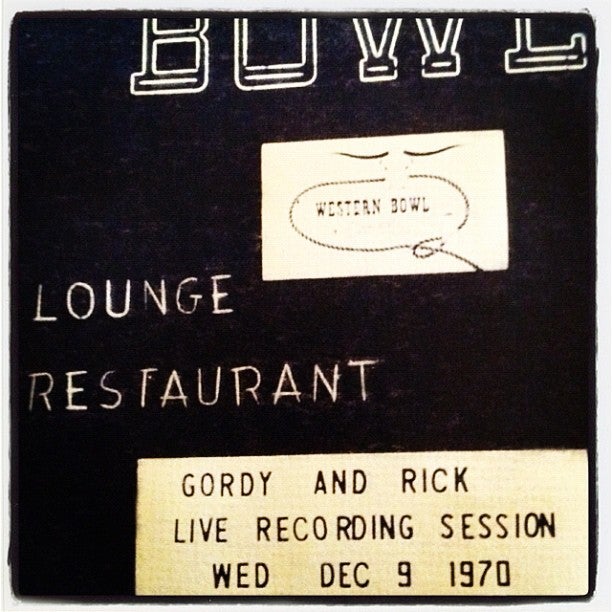 BOWL
WESTERN BOWL
LOUNGE
RESTAURANT
GORDY AND RICK
LIVE RECORDING SESSION
WED DEC 9 1970